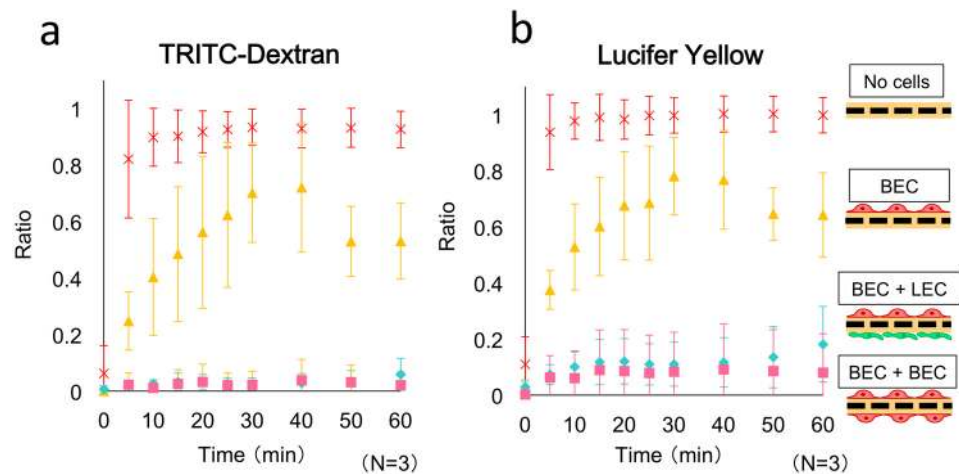 a
TRITC-Dextran
1
0.8
0.6
0.4
0.2
0
Ratio
0 10 20 30 40 50 60
Time (min)
(N=3)
b
Lucifer Yellow
1
0.8
0.6
0.4
0.2
0
Ratio
0 10 20 30 40 50 60
Time (min)
(N=3)
No cells
BEC
BEC + LEC
BEC + BEC